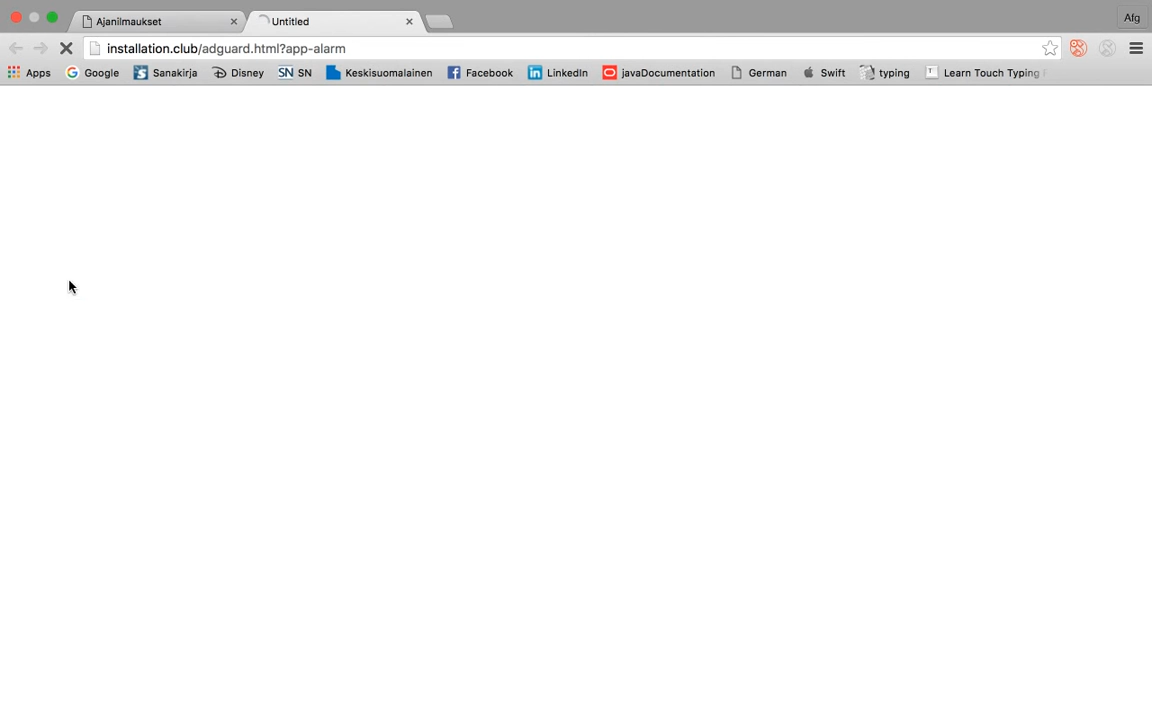 Ajanilmaukset
Untitled
Afg
installation.club/adguard.html?app-alarm
Apps Google Sanakirja Disney SN SN Keskisuomalainen Facebook in LinkedIn javaDocumentation German Swift typing T Learn Touch Typing